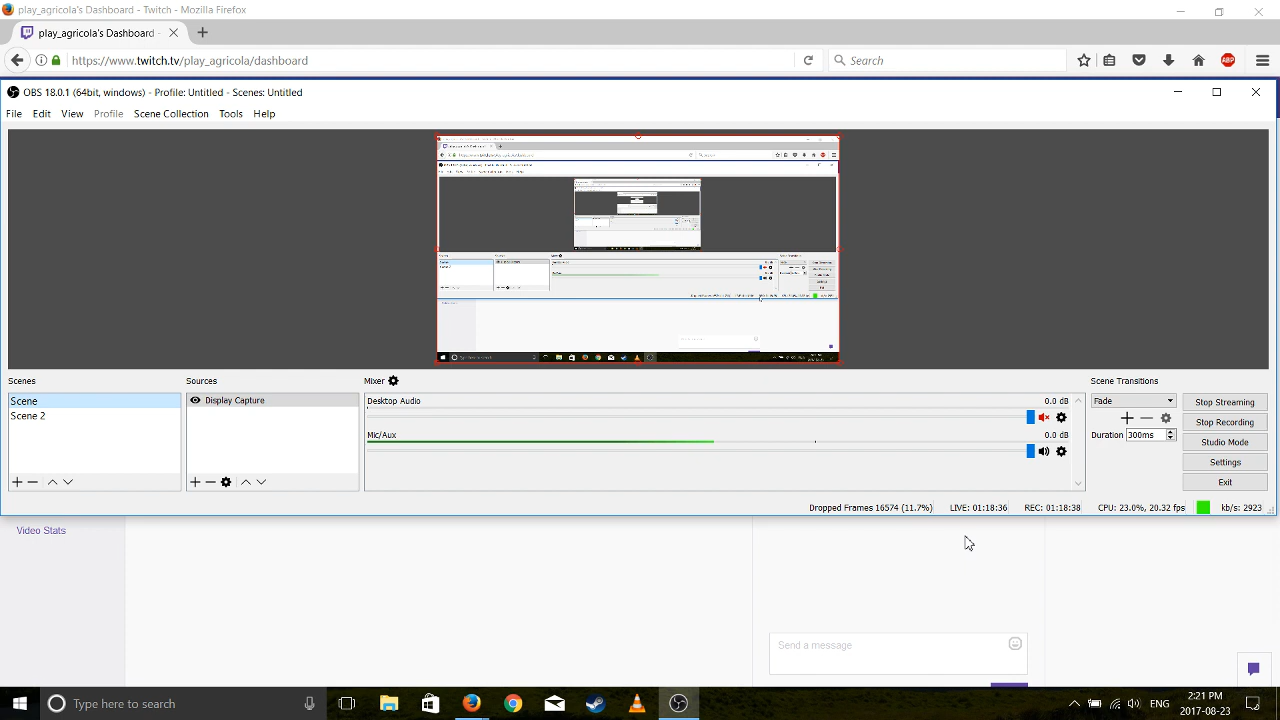 play_agricola's Dashboard - Twitch - Mozilla Firefox
play_agricola's Dashboard -
https://www.twitch.tv/play_agricola/dashboard
Search
ABP
OBS 18.0.1 (64bit, windows) - Profile: Untitled - Scenes: Untitled
File Edit View Profile Scene Collection Tools Help
Scenes
Sources
Mixer
Scene Transitions
Scene
Scene 2
Display Capture
Desktop Audio 0.0 dB
Mic/Aux 0.0 dB
Fade
Duration 300ms
Stop Streaming
Stop Recording
Studio Mode
Settings
Exit
Dropped Frames 16574 (11.7%) LIVE: 01:18:36 REC: 01:18:38 CPU: 23.0%, 20.32 fps kb/s: 2923
Video Stats
Send a message
Type here to search
ENG
2:21 PM
2017-08-23